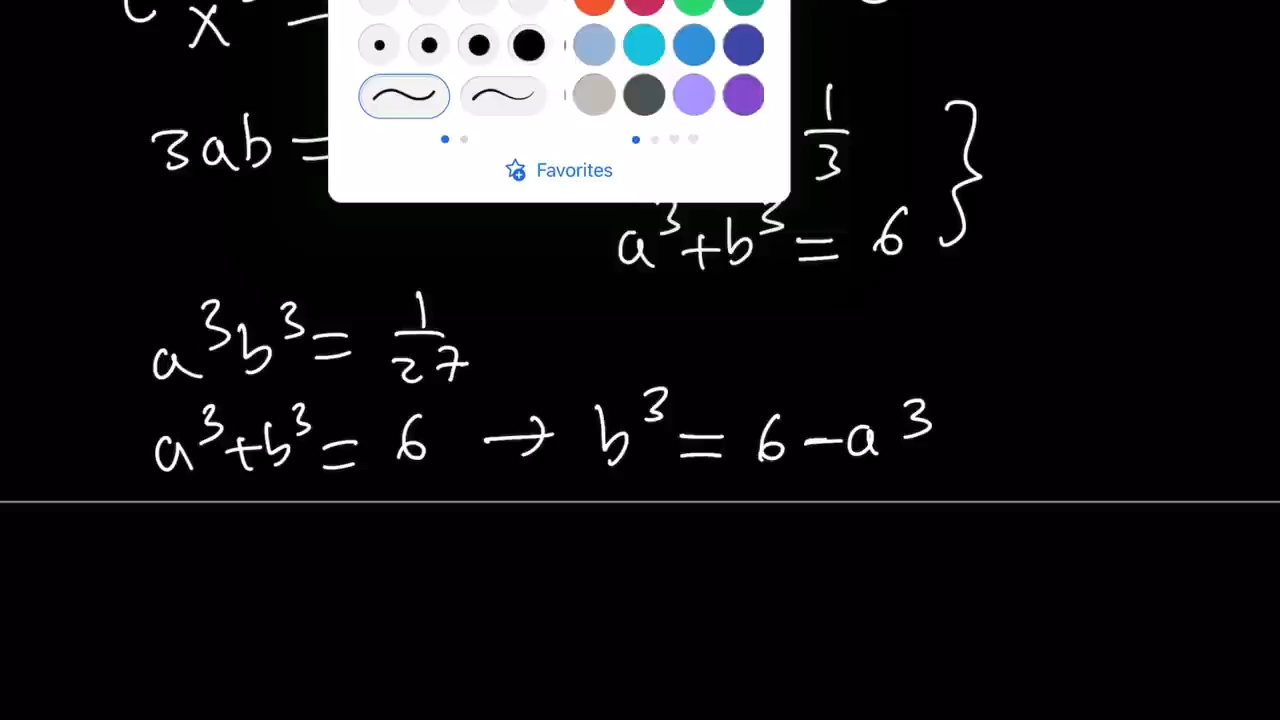 x
3ab =
1/3
Favorites
a³+b³ = 6
a³b³ = 1/27
a³+b³ = 6 → b³ = 6 - a³